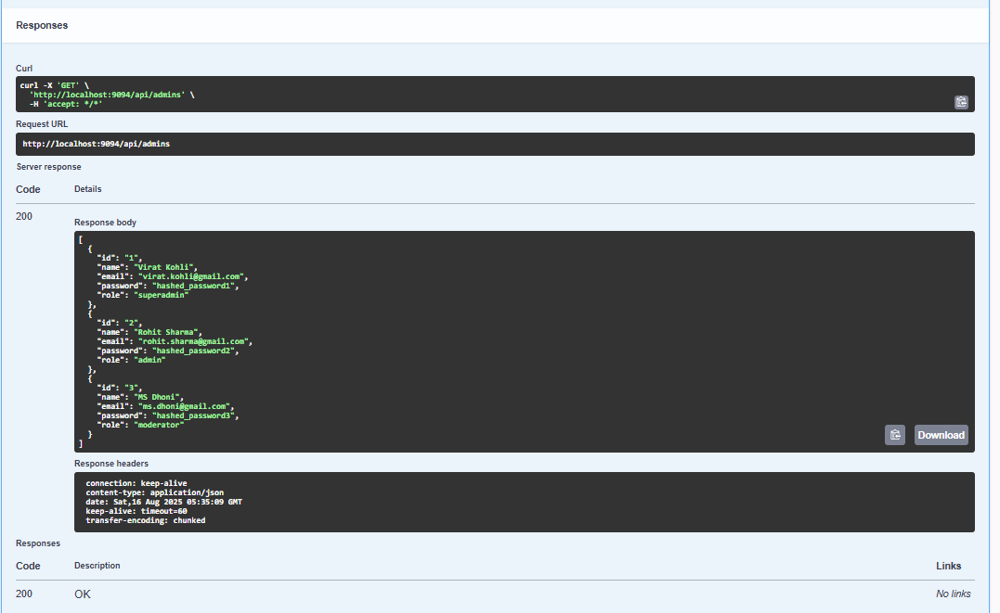 Responses
Curl
curl -X 'GET' \
'http://localhost:9094/api/admins' \
-H 'accept: */*'
Request URL
http://localhost:9094/api/admins
Server response
Code Details
200
Response body
[
{
"id": "1",
"name": "Virat Kohli",
"email": "virat.kohli@gmail.com",
"password": "hashed_password1",
"role": "superadmin"
},
{
"id": "2",
"name": "Rohit Sharma",
"email": "rohit.sharma@gmail.com",
"password": "hashed_password2",
"role": "admin"
},
{
"id": "3",
"name": "MS Dhoni",
"email": "ms.dhoni@gmail.com",
"password": "hashed_password3",
"role": "moderator"
}
]
Download
Response headers
connection: keep-alive
content-type: application/json
date: Sat,16 Aug 2025 05:35:09 GMT
keep-alive: timeout=60
transfer-encoding: chunked
Responses
Code Description Links
200 OK No links